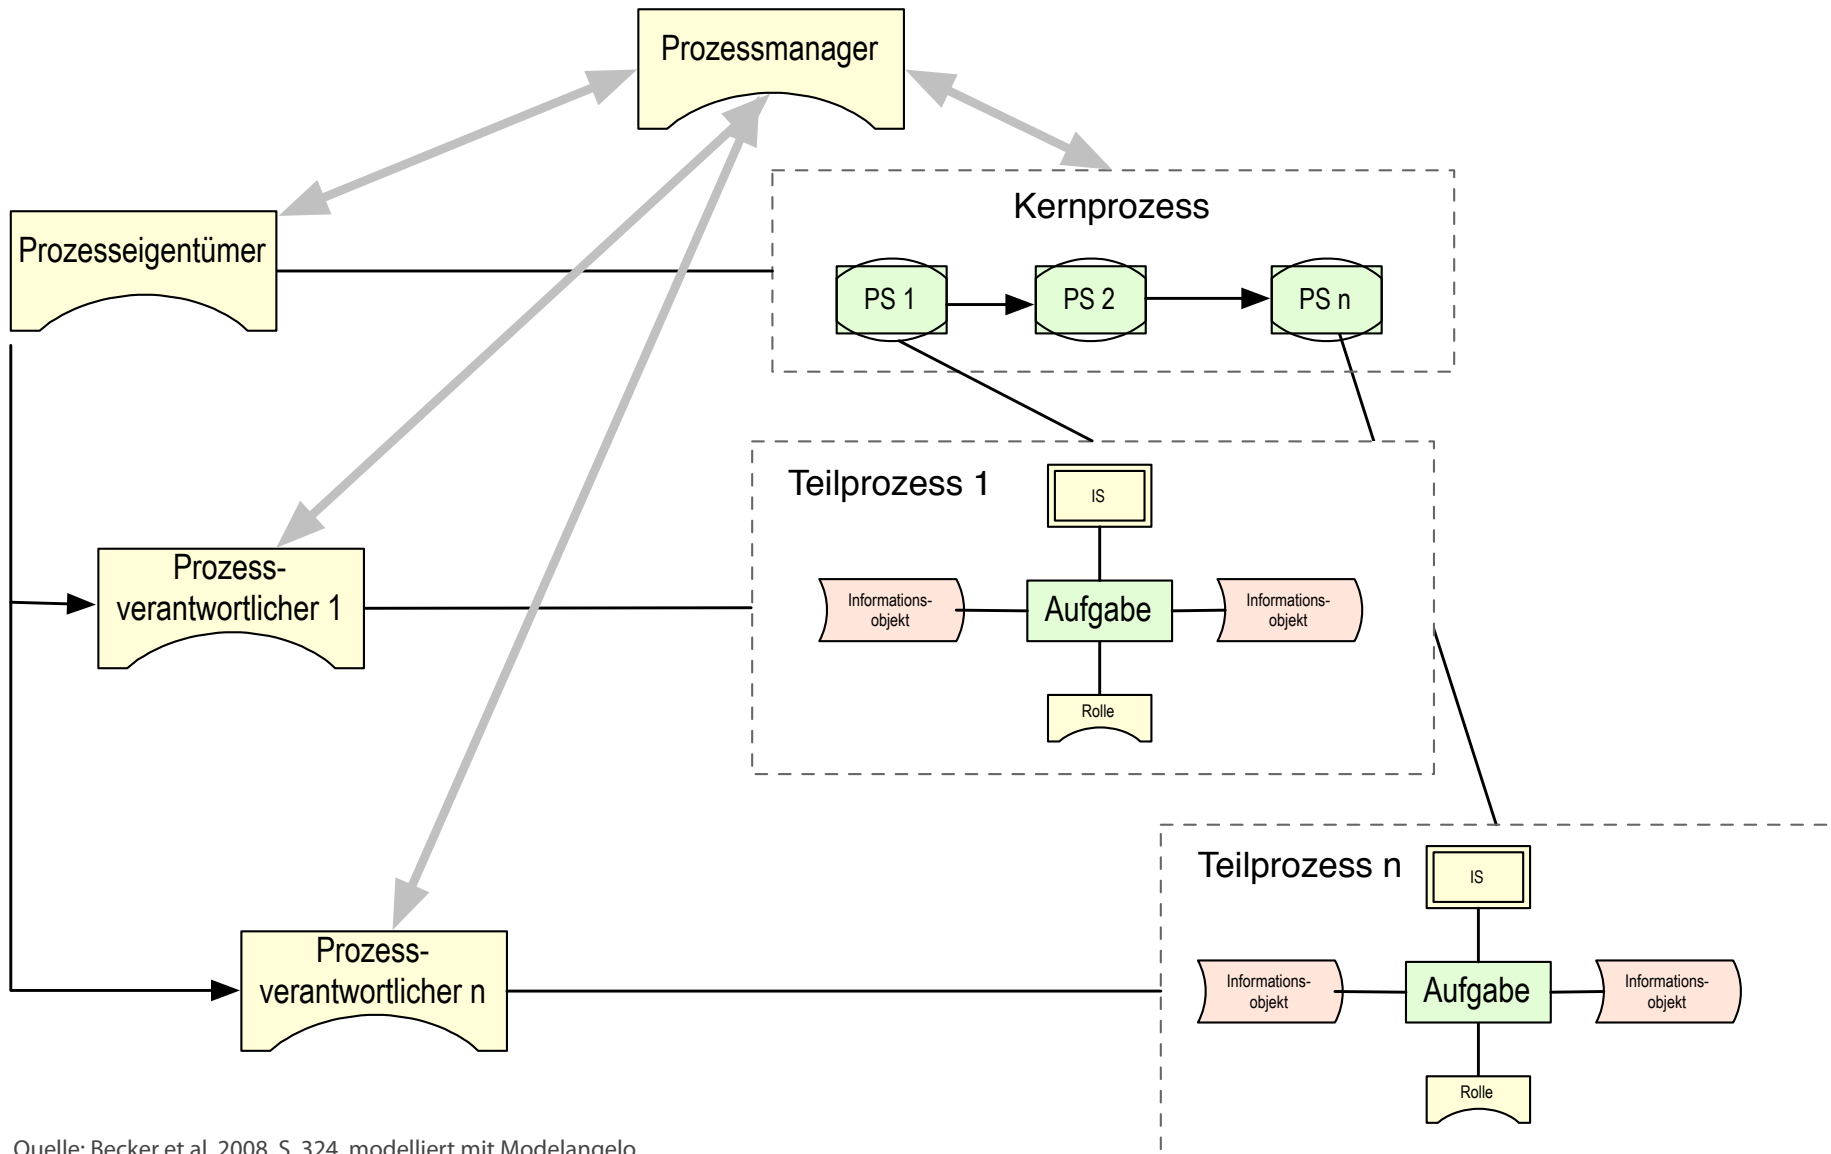 Prozessmanager
Prozesseigentümer
Kernprozess
PS 1
PS 2
PS n
Teilprozess 1
IS
Prozess-
verantwortlicher 1
Informations-
objekt
Aufgabe
Informations-
objekt
Rolle
Teilprozess n
IS
Prozess-
verantwortlicher n
Informations-
objekt
Aufgabe
Informations-
objekt
Rolle
Quelle: Becker et al. 2008, S. 324, modelliert mit Modelangelo